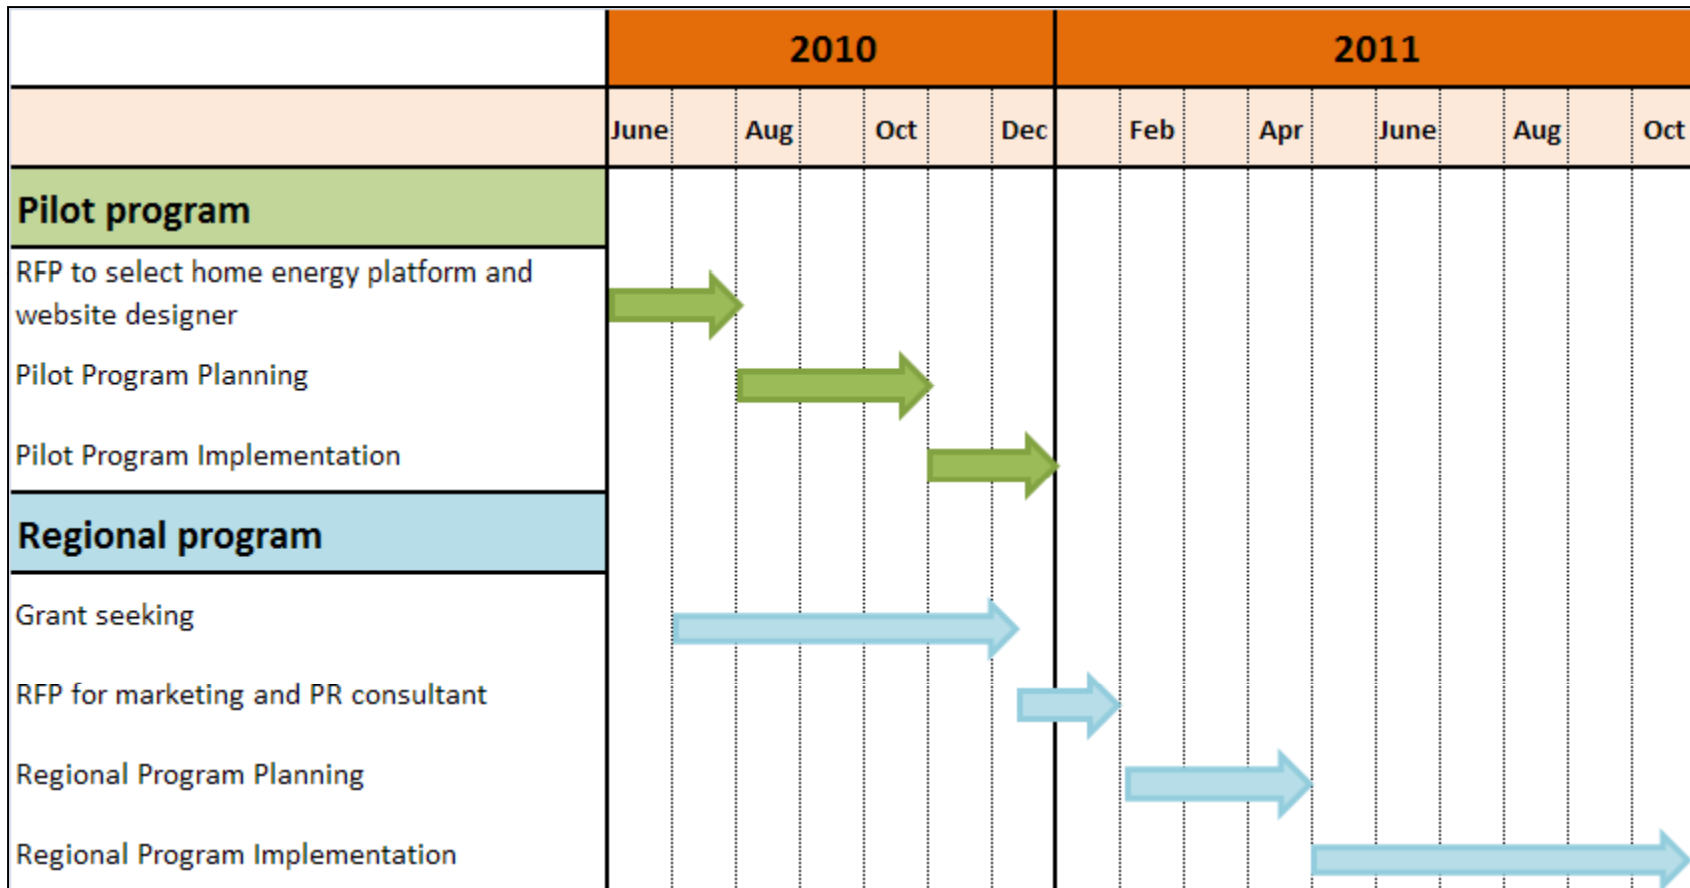 2010 2011
June Aug Oct Dec Feb Apr June Aug Oct
Pilot program
RFP to select home energy platform and
website designer
Pilot Program Planning
Pilot Program Implementation
Regional program
Grant seeking
RFP for marketing and PR consultant
Regional Program Planning
Regional Program Implementation